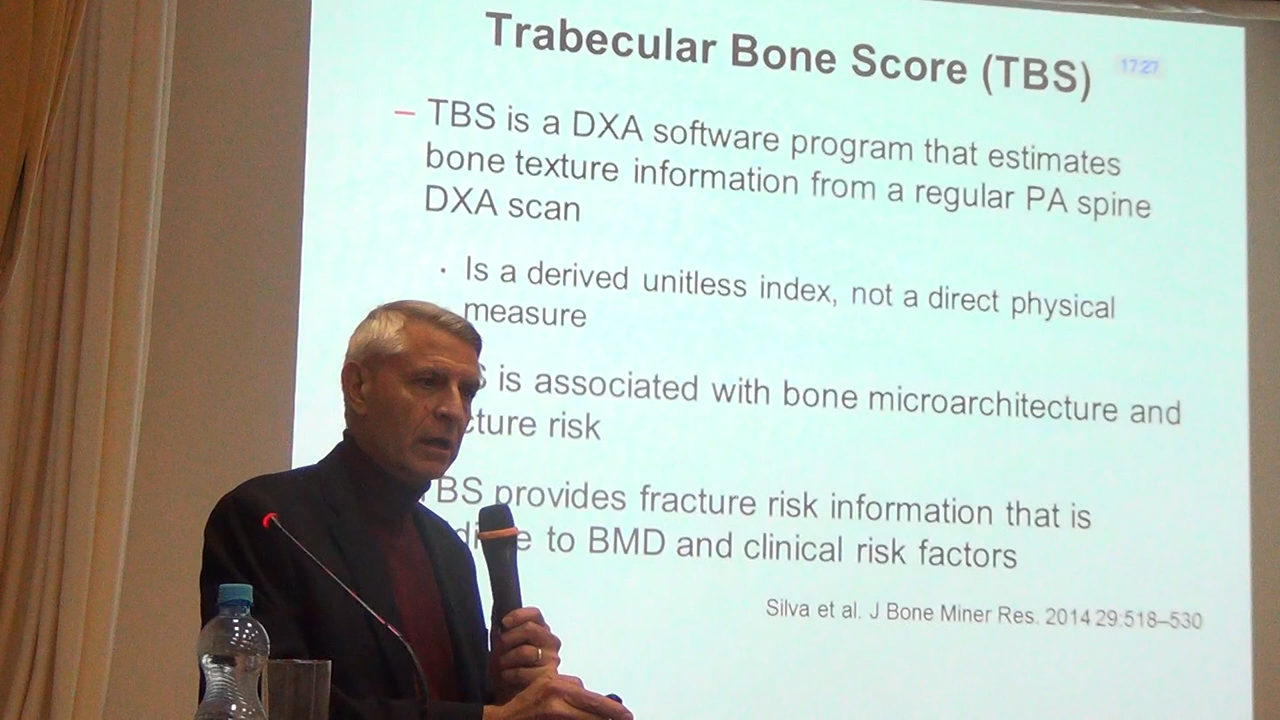 Trabecular Bone Score (TBS)
17:27
– TBS is a DXA software program that estimates
bone texture information from a regular PA spine
DXA scan
· Is a derived unitless index, not a direct physical
measure
is associated with bone microarchitecture and
risk
TBS provides fracture risk information that is
to BMD and clinical risk factors
Silva et al. J Bone Miner Res. 2014 29:518–530